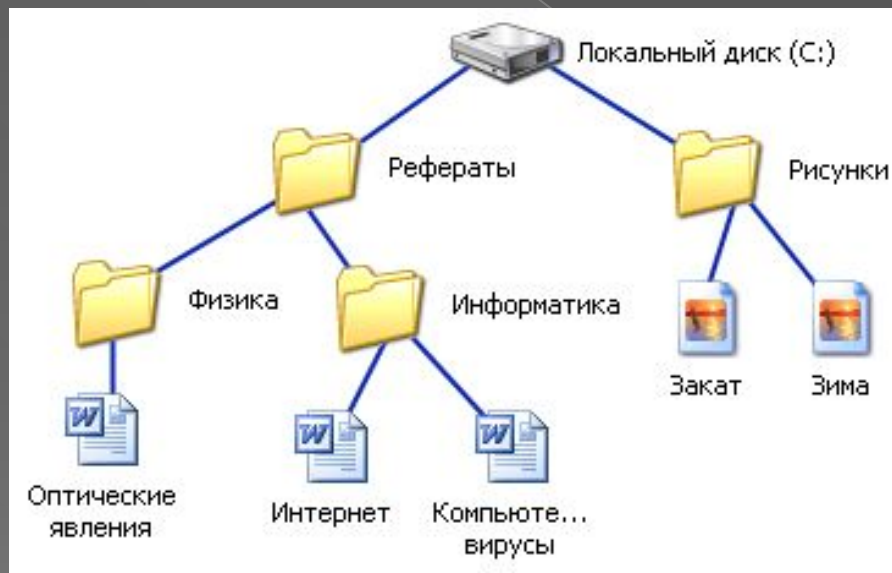 Локальный диск (C:)
Рефераты
Рисунки
Физика
Информатика
Закат
Зима
Оптические
явления
Интернет
Компьюте...
вирусы